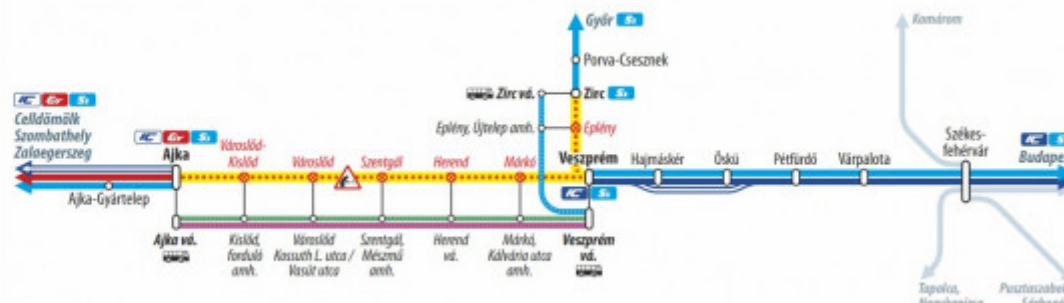 Győr S1
Komárom
Porva-Csesznek
Zirc vá.
Zirc S1
IC Gy S1
Celldömölk
Szombathely
Zalaegerszeg
IC Gy S1
Ajka
Városlőd-
Kislőd
Városlőd
Szentgál
Herend
Márkó
Eplény, Újtelep amh.
Eplény
Veszprém
IC S1
Hajmáskér
Öskü
Pétfürdő
Várpalota
Székes-
fehérvár
Budapest
Ajka-Gyártelep
Ajka vá.
Kislőd,
forduló
amh.
Városlőd
Kossuth L. utca /
Vasút utca
Szentgál,
Mészmű
amh.
Herend
vá.
Márkó,
Kálvária utca
amh.
Veszprém
vá.
Tapolca,